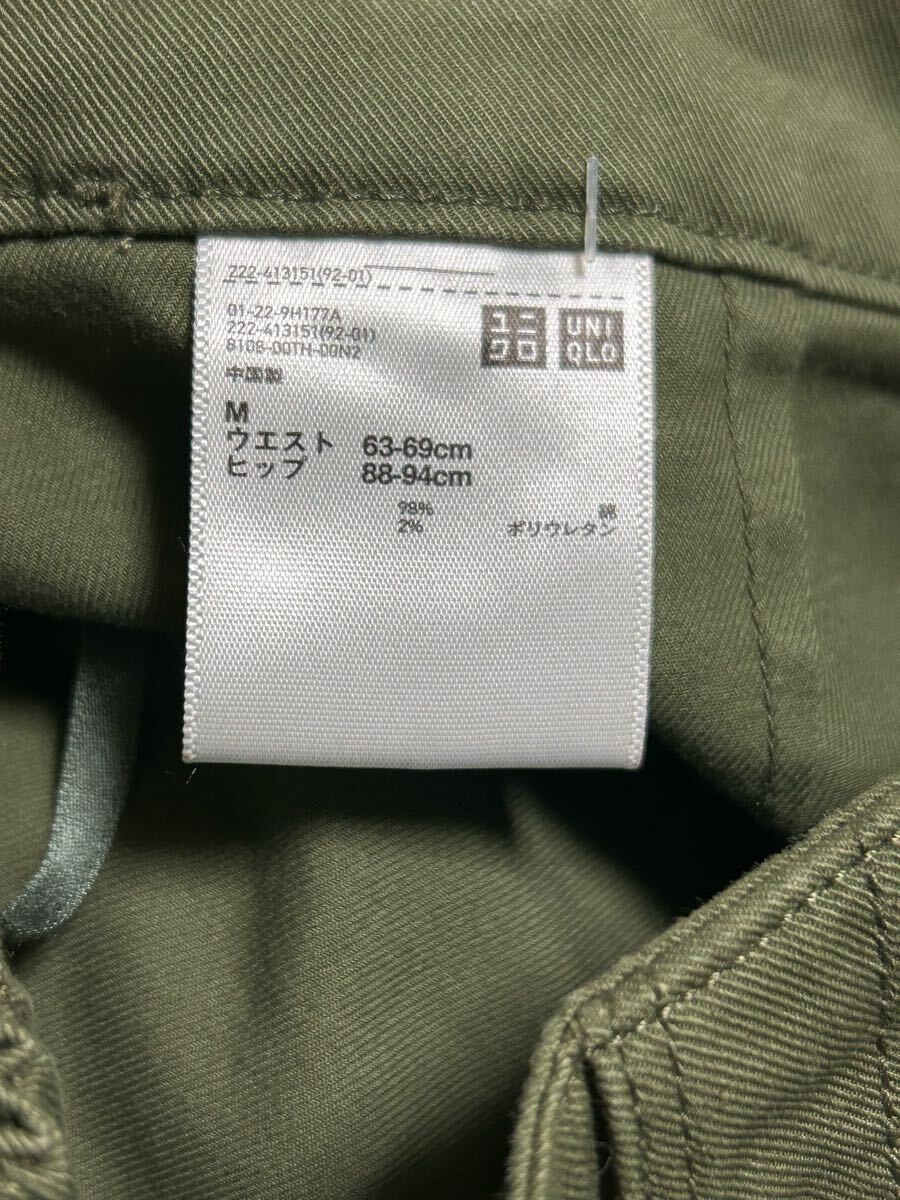 222-413151(92-01)
01-22-9H177A
222-413151(92-01)
8108-00TH-00N2
中国製
ユニ
クロ
UNI
QLO
M
ウエスト 63-69cm
ヒップ 88-94cm
98% 綿
2% ポリウレタン